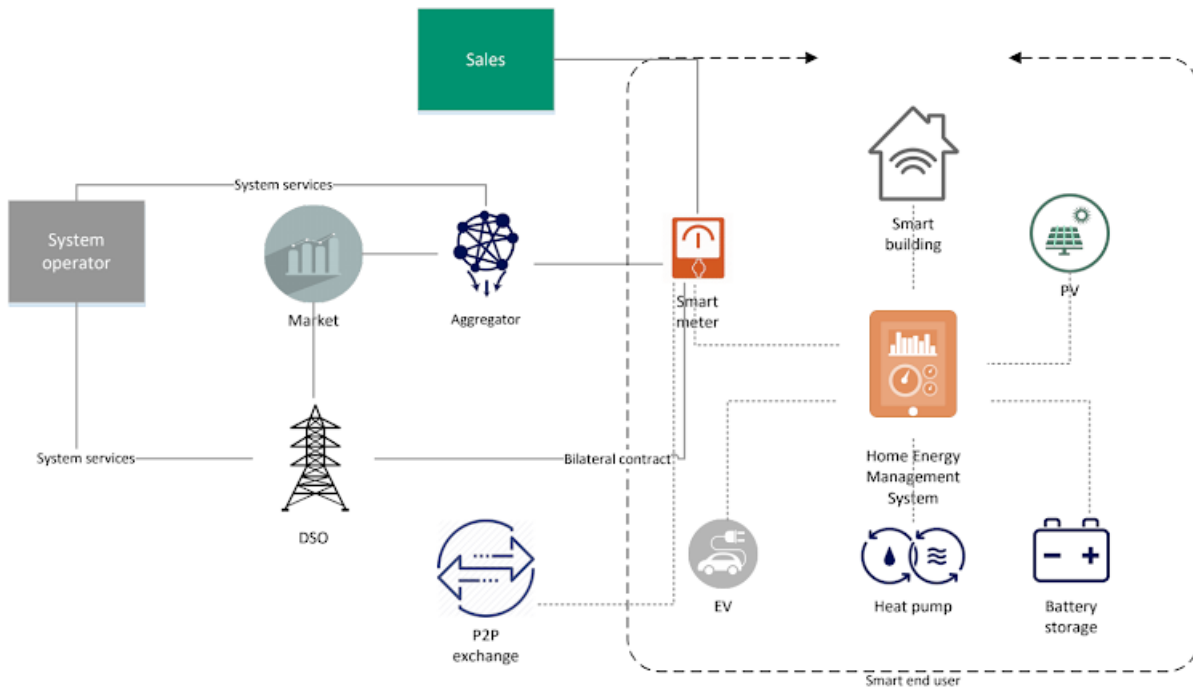 Sales
System services
System
operator
Smart
building
PV
Market
Aggregator
Smart
meter
System services
Bilateral contract
Home Energy
Management
System
DSO
EV
Heat pump
Battery
storage
P2P
exchange
Smart end user